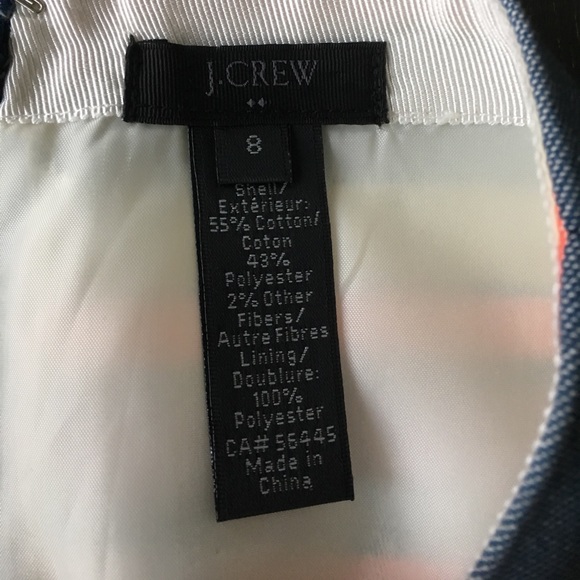 J.CREW
8
Shell/
Extérieur:
55% Cotton/
Coton
43%
Polyester
2% Other
Fibers/
Autre Fibres
Lining/
Doublure:
100%
Polyester
CA# 56445
Made in
China